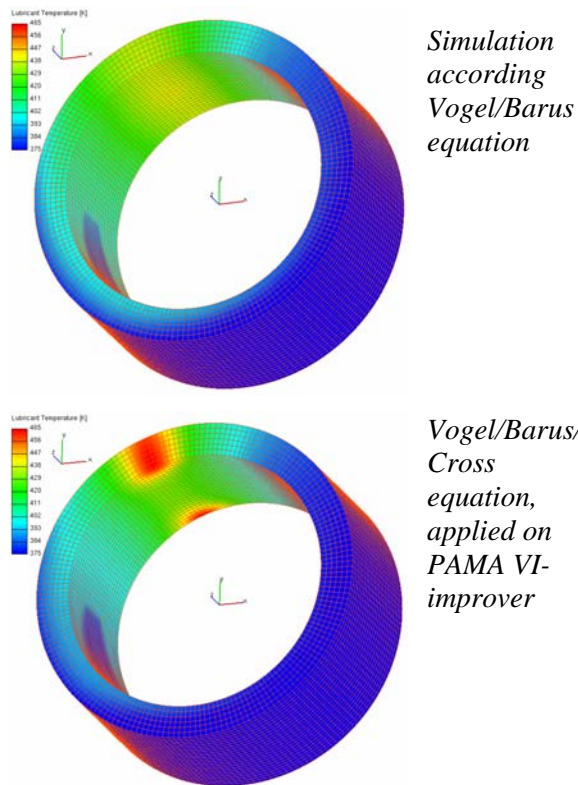 Lubricant Temperature [K]
465
456
447
438
429
420
411
402
393
384
375
y
z
x
y
z
x
Simulation
according
Vogel/Barus
equation
Lubricant Temperature [K]
465
456
447
438
429
420
411
402
393
384
375
y
z
x
y
z
x
Vogel/Barus/
Cross
equation,
applied on
PAMA VI-
improver